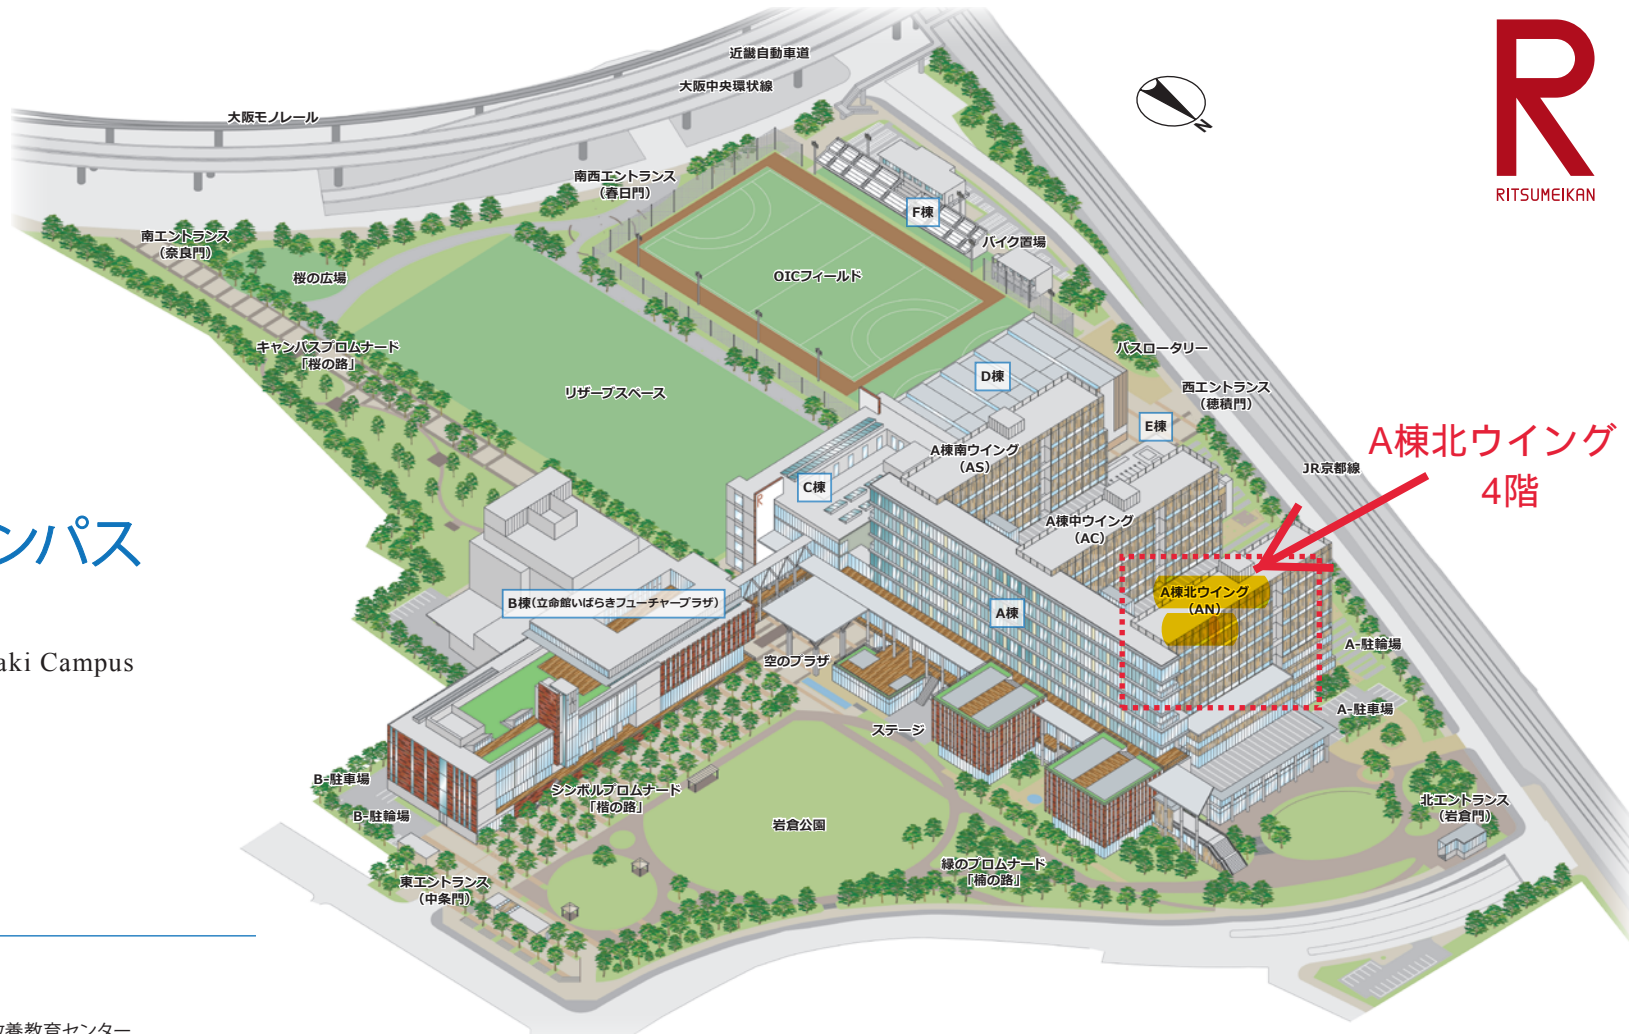 近畿自動車道
大阪中央環状線
大阪モノレール
N
R
RITSUMEIKAN
南西エントランス
(春日門)
F棟
南エントランス
(奈良門)
バイク置場
桜の広場
OICフィールド
キャンパスプロムナード
「桜の路」
バスロータリー
D棟
西エントランス
(穂積門)
リザーブスペース
E棟
A棟北ウイング
4階
A棟南ウイング
(AS)
JR京都線
C棟
A棟中ウイング
(AC)
ンパス
A棟北ウイング
(AN)
B棟(立命館いばらきフューチャープラザ)
A棟
A-駐輪場
aki Campus
空のプラザ
A-駐車場
ステージ
B-駐車場
シンボルプロムナード
「楷の路」
北エントランス
(岩倉門)
B-駐輪場
岩倉公園
緑のプロムナード
「楠の路」
東エントランス
(中条門)
養教育センター